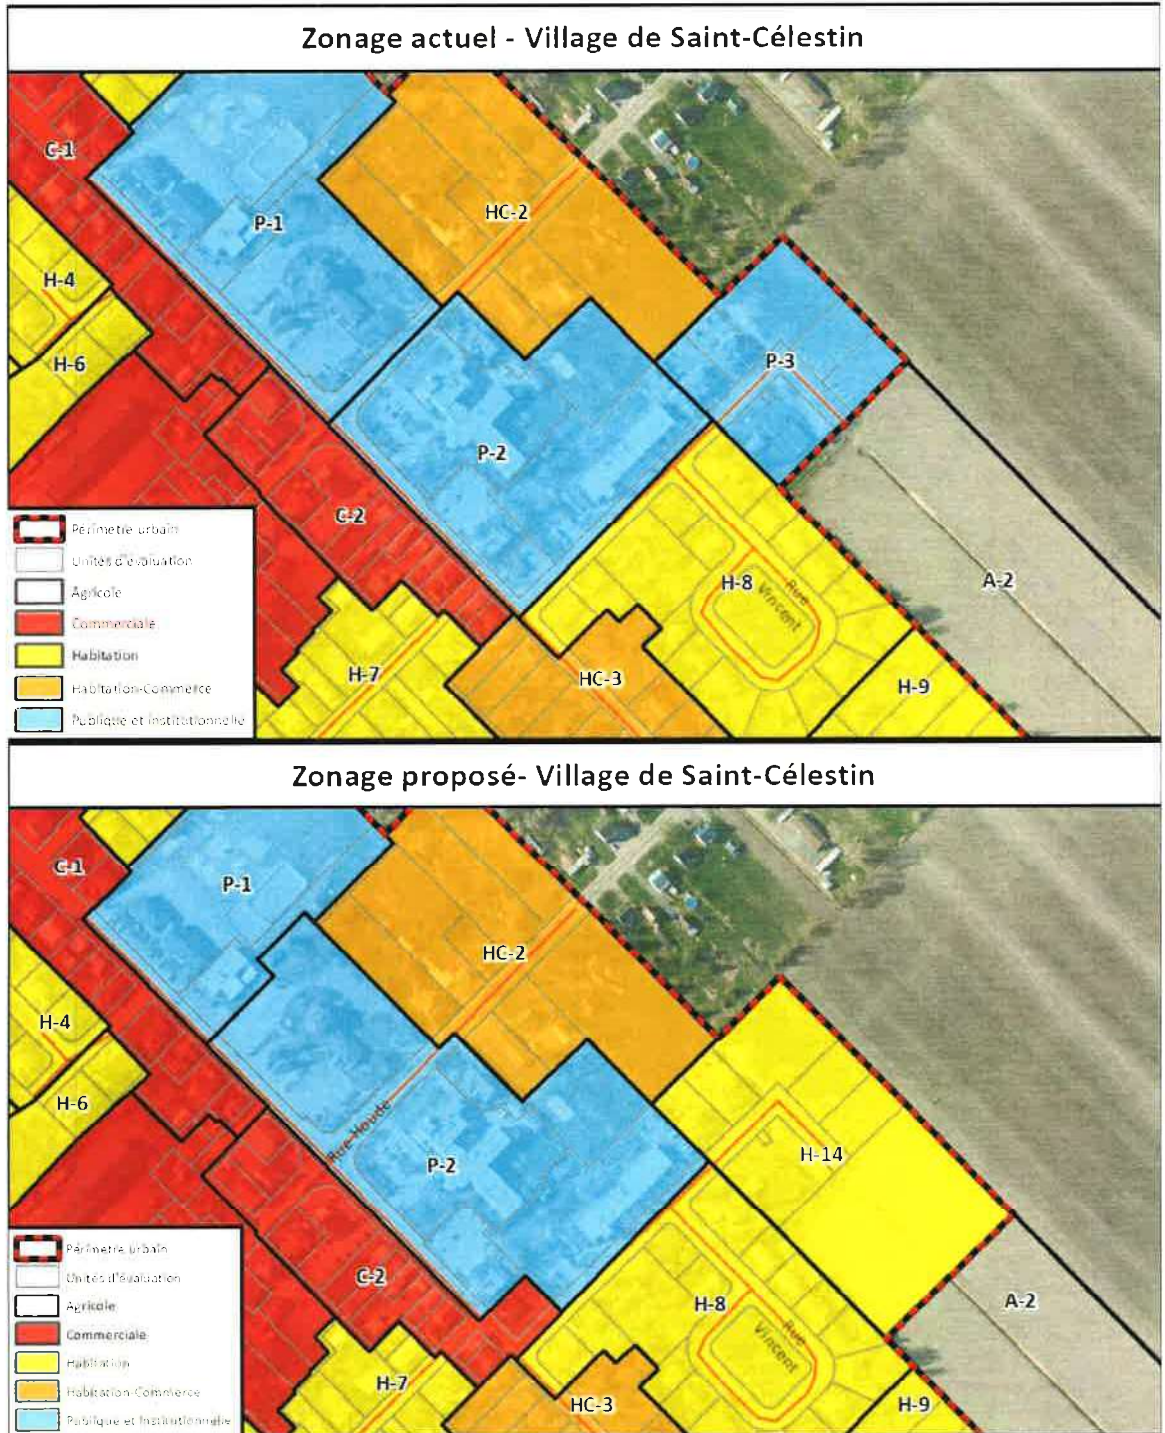 Zonage actuel - Village de Saint-Célestin
C-1
P-1
HC-2
H-4
H-6
P-3
P-2
C-2
H-8
Rue
Vincent
A-2
H-7
HC-3
H-9
Périmetre urbain
Unités d'évaluation
Agricole
Commerciale
Habitation
Habitation-Commerce
Publique et Institutionnelle
Zonage proposé- Village de Saint-Célestin
C-1
P-1
HC-2
H-4
H-6
Rue Houde
P-2
H-14
C-2
H-8
Rue
Vincent
A-2
H-7
HC-3
H-9
Périmetre urbain
Unités d'évaluation
Agricole
Commerciale
Habitation
Habitation-Commerce
Publique et Institutionnelle